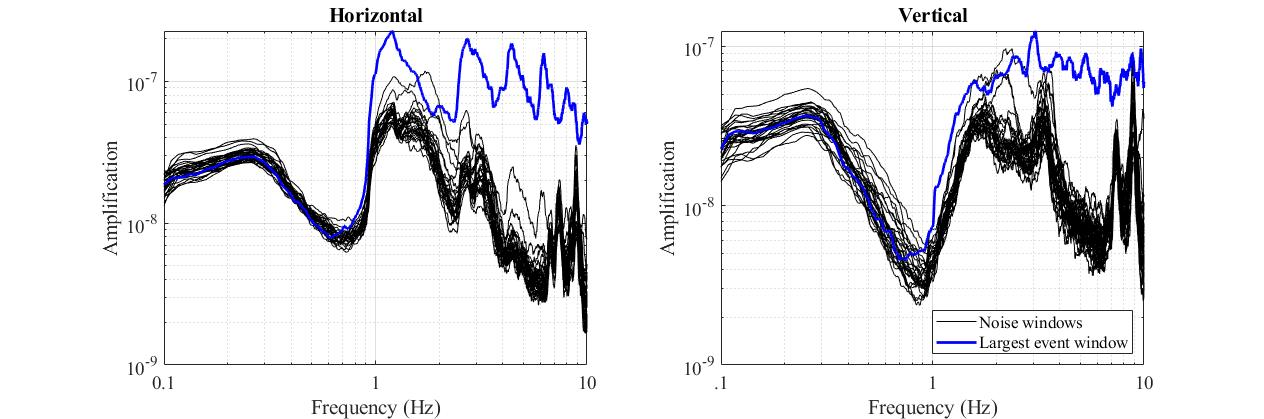 Horizontal
Vertical
Amplification
10-7
10-8
10-9
0.1
1
10
Frequency (Hz)
Amplification
10-7
10-8
10-9
.1
1
10
Frequency (Hz)
Noise windows
Largest event window